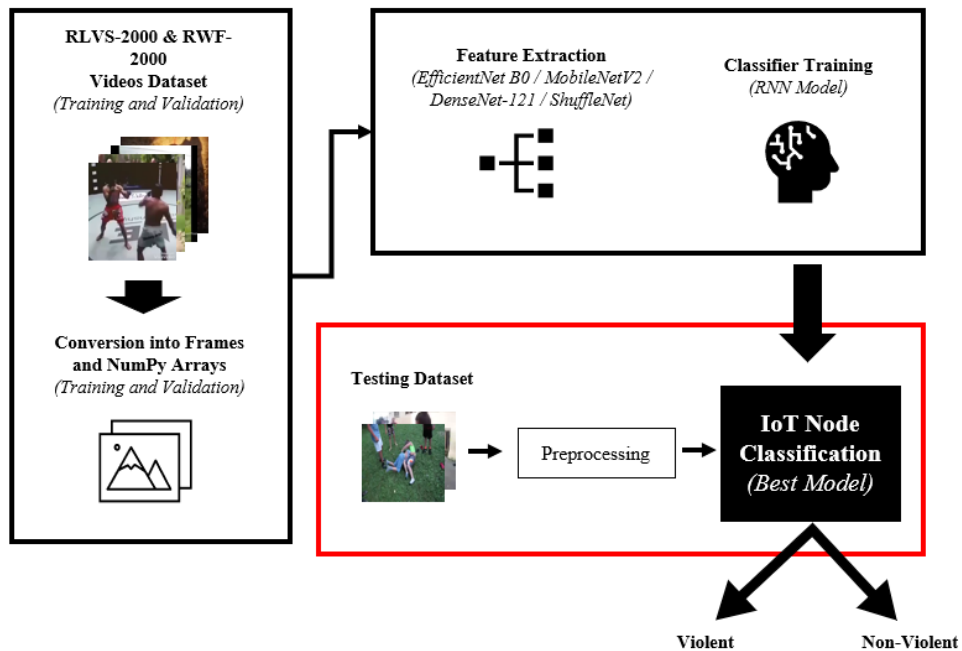 RLVS-2000 & RWF-
2000
Videos Dataset
(Training and Validation)
Conversion into Frames
and NumPy Arrays
(Training and Validation)
Feature Extraction
(EfficientNet B0 / MobileNetV2 /
DenseNet-121 / ShuffleNet)
Classifier Training
(RNN Model)
Testing Dataset
Preprocessing
IoT Node
Classification
(Best Model)
Violent
Non-Violent